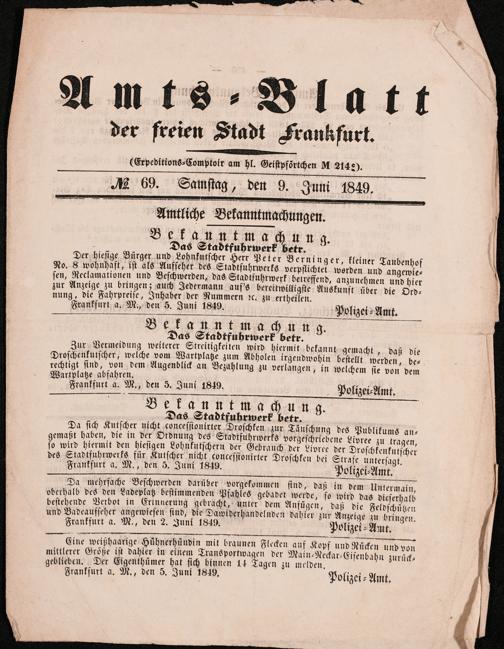 Amts-Blatt
der freien Stadt Frankfurt.
(Expeditions-Comptoir am hl. Geistpförtchen M 214
№ 69. Samstag, den 9. Juni 1849.
Amtliche Bekanntmachungen.
Bekanntmachung.
Das Stadtfuhrwerk betr.
Der hiesige Bürger und Lohnkutscher Herr Peter Berninger, kleiner Taubenhof
No. 8 wohnhaft, ist als Aufseher des Stadtfuhrwerks verpflichtet worden und angewie-
sen, Reclamationen und Beschwerden, das Stadtfuhrwerk betreffend, anzunehmen und hier
zur Anzeige zu bringen; auch Jedermann auf's bereitwilligste Auskunft über die Ord-
nung, die Fahrpreise, Inhaber der Nummern ꝛc. zu ertheilen.
Frankfurt a. M., den 5. Juni 1849.
Polizei-Amt.
Bekanntmachung.
Das Stadtfuhrwerk betr.
Zur Vermeidung weiterer Streitigkeiten wird hiermit bekannt gemacht, daß die
Droschenkutscher, welche vom Wartplatze zum Abholen irgendwohin bestellt werden, be-
rechtigt sind, von dem Augenblick an Bezahlung zu verlangen, in welchem sie von dem
Wartplatz abfahren.
Frankfurt a. M., den 5. Juni 1849.
Polizei-Amt.
Bekanntmachung.
Das Stadtfuhrwerk betr.
Da sich Kutscher nicht concessionirter Droschken zur Täuschung des Publikums an-
gemaßt haben, die in der Ordnung des Stadtfuhrwerks vorgeschriebene Livree zu tragen,
so wird hiermit den hiesigen Lohnkutschern der Gebrauch der Livree der Droschkenkutscher
des Stadtfuhrwerks für Kutscher nicht concessionirter Droschken bei Strafe untersagt.
Frankfurt a. M., den 5. Juni 1849.
Polizei-Amt.
Da mehrfache Beschwerden darüber vorgekommen sind, daß in dem Untermain,
oberhalb des den Badeplatz bestimmenden Pfahles gebadet werde, so wird das dieserhalb
bestehende Verbot in Erinnerung gebracht, unter dem Anfügen, daß die Feldschützen
und Badeaufseher angewiesen sind, die Dawiderhandelnden dahier zur Anzeige zu bringen.
Frankfurt a. M., den 2. Juni 1849.
Polizei-Amt.
Eine weißhaarige Hühnerhündin mit braunen Flecken auf Kopf und Rücken und von
mittlerer Größe ist dahier in einem Transportwagen der Main-Neckar-Eisenbahn zurück-
geblieben. Der Eigenthümer hat sich binnen 14 Tagen zu melden.
Frankfurt a. M., den 5. Juni 1849.
Polizei-Amt.